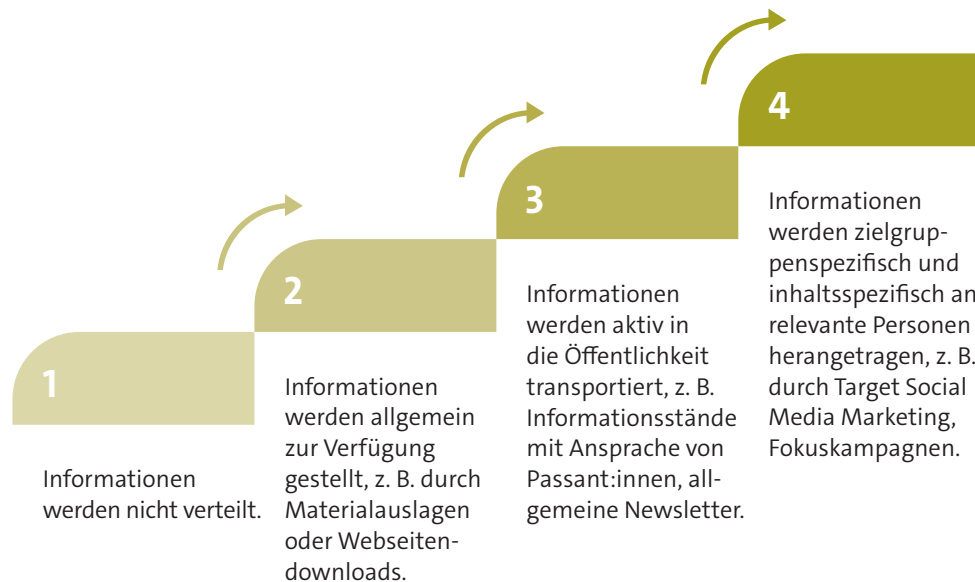 1
Informationen
werden nicht verteilt.
2
Informationen
werden allgemein
zur Verfügung
gestellt, z. B. durch
Materialauslagen
oder Webseiten-
downloads.
3
Informationen
werden aktiv in
die Öffentlichkeit
transportiert, z. B.
Informationsstände
mit Ansprache von
Passant:innen, all-
gemeine Newsletter.
4
Informationen
werden zielgrup-
penspezifisch und
inhaltsspezifisch an
relevante Personen
herangetragen, z. B.
durch Target Social
Media Marketing,
Fokuskampagnen.